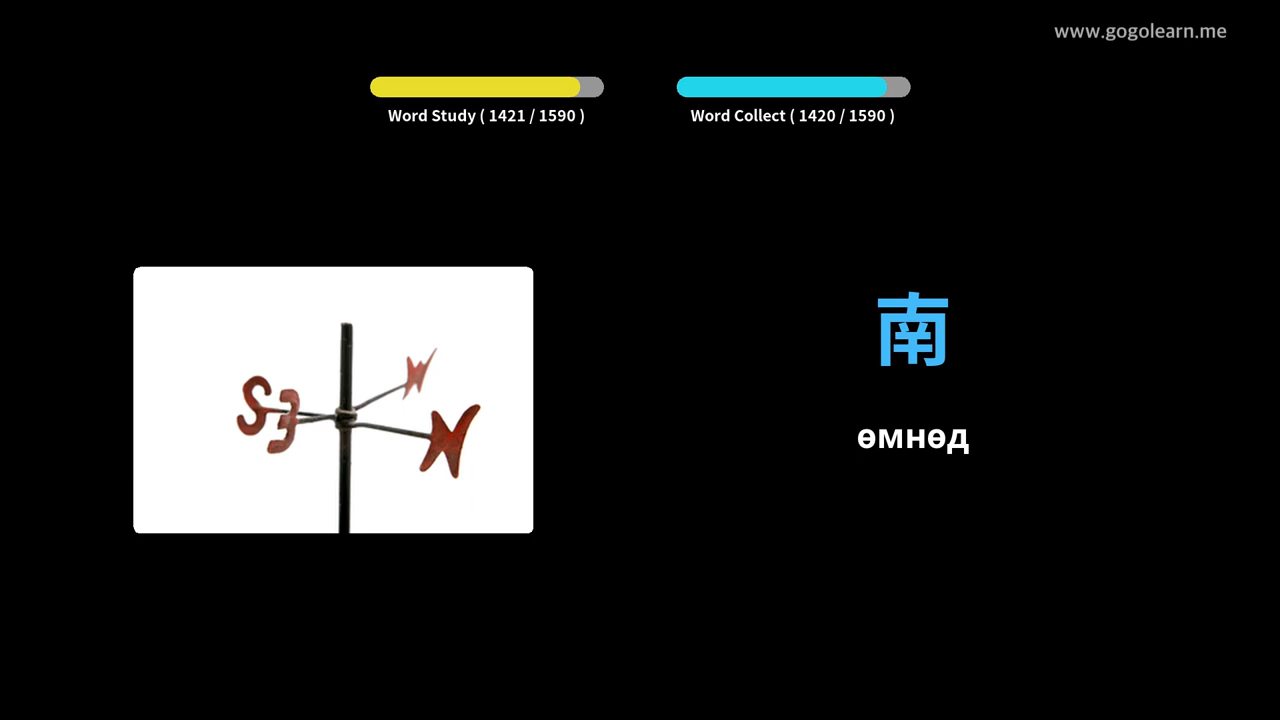 www.gogolearn.me
Word Study ( 1421 / 1590 )
Word Collect ( 1420 / 1590 )
S
E
W
N
南
өмнөд